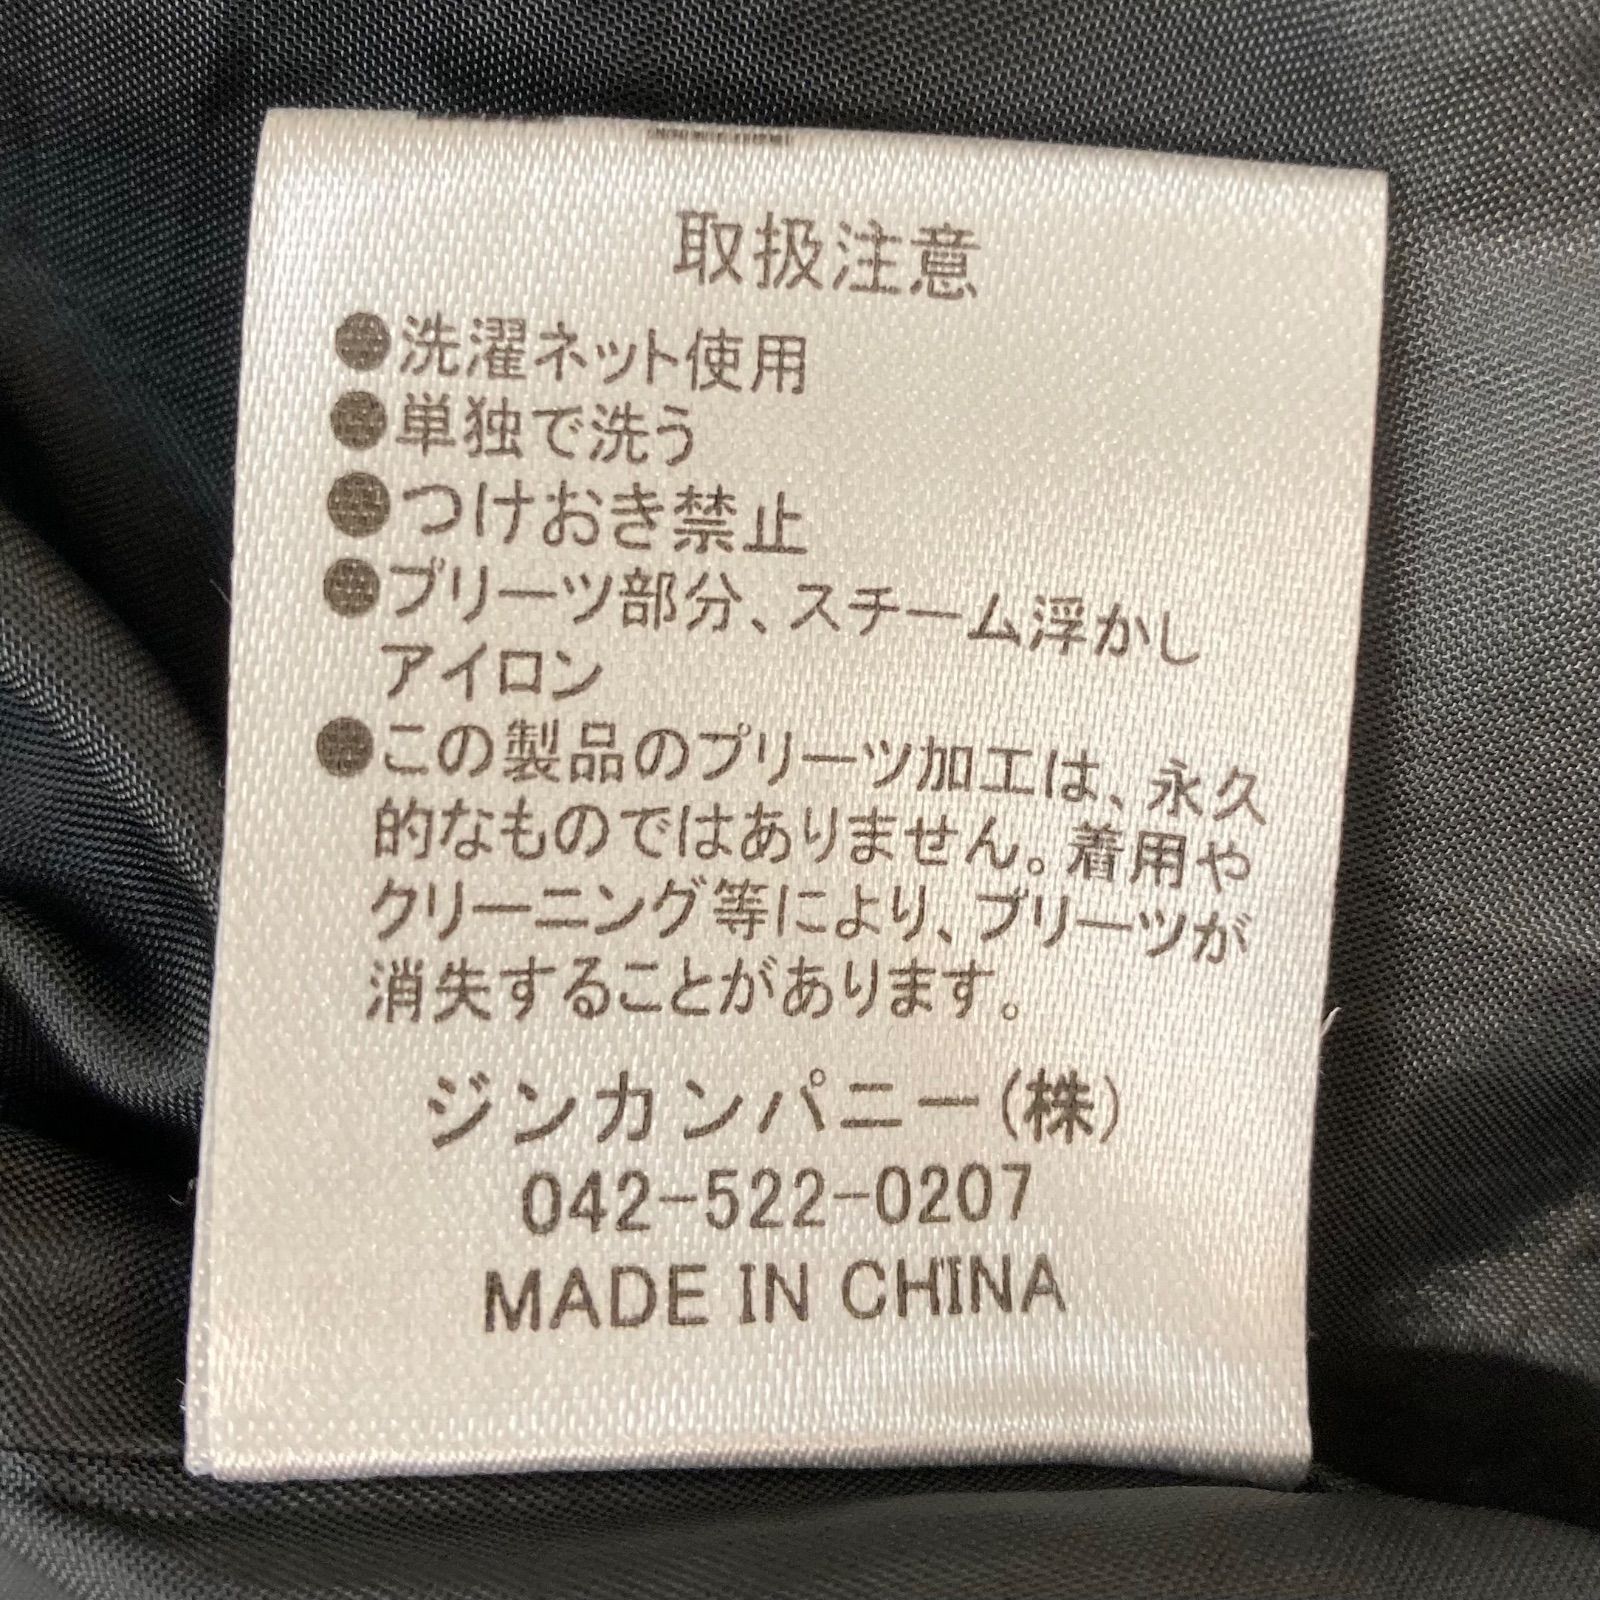 取扱注意
●洗濯ネット使用
●単独で洗う
●つけおき禁止
●プリーツ部分、スチーム浮かし
アイロン
●この製品のプリーツ加工は、永久
的なものではありません。着用や
クリーニング等により、プリーツが
消失することがあります。
ジンカンパニー(株)
042-522-0207
MADE IN CHINA